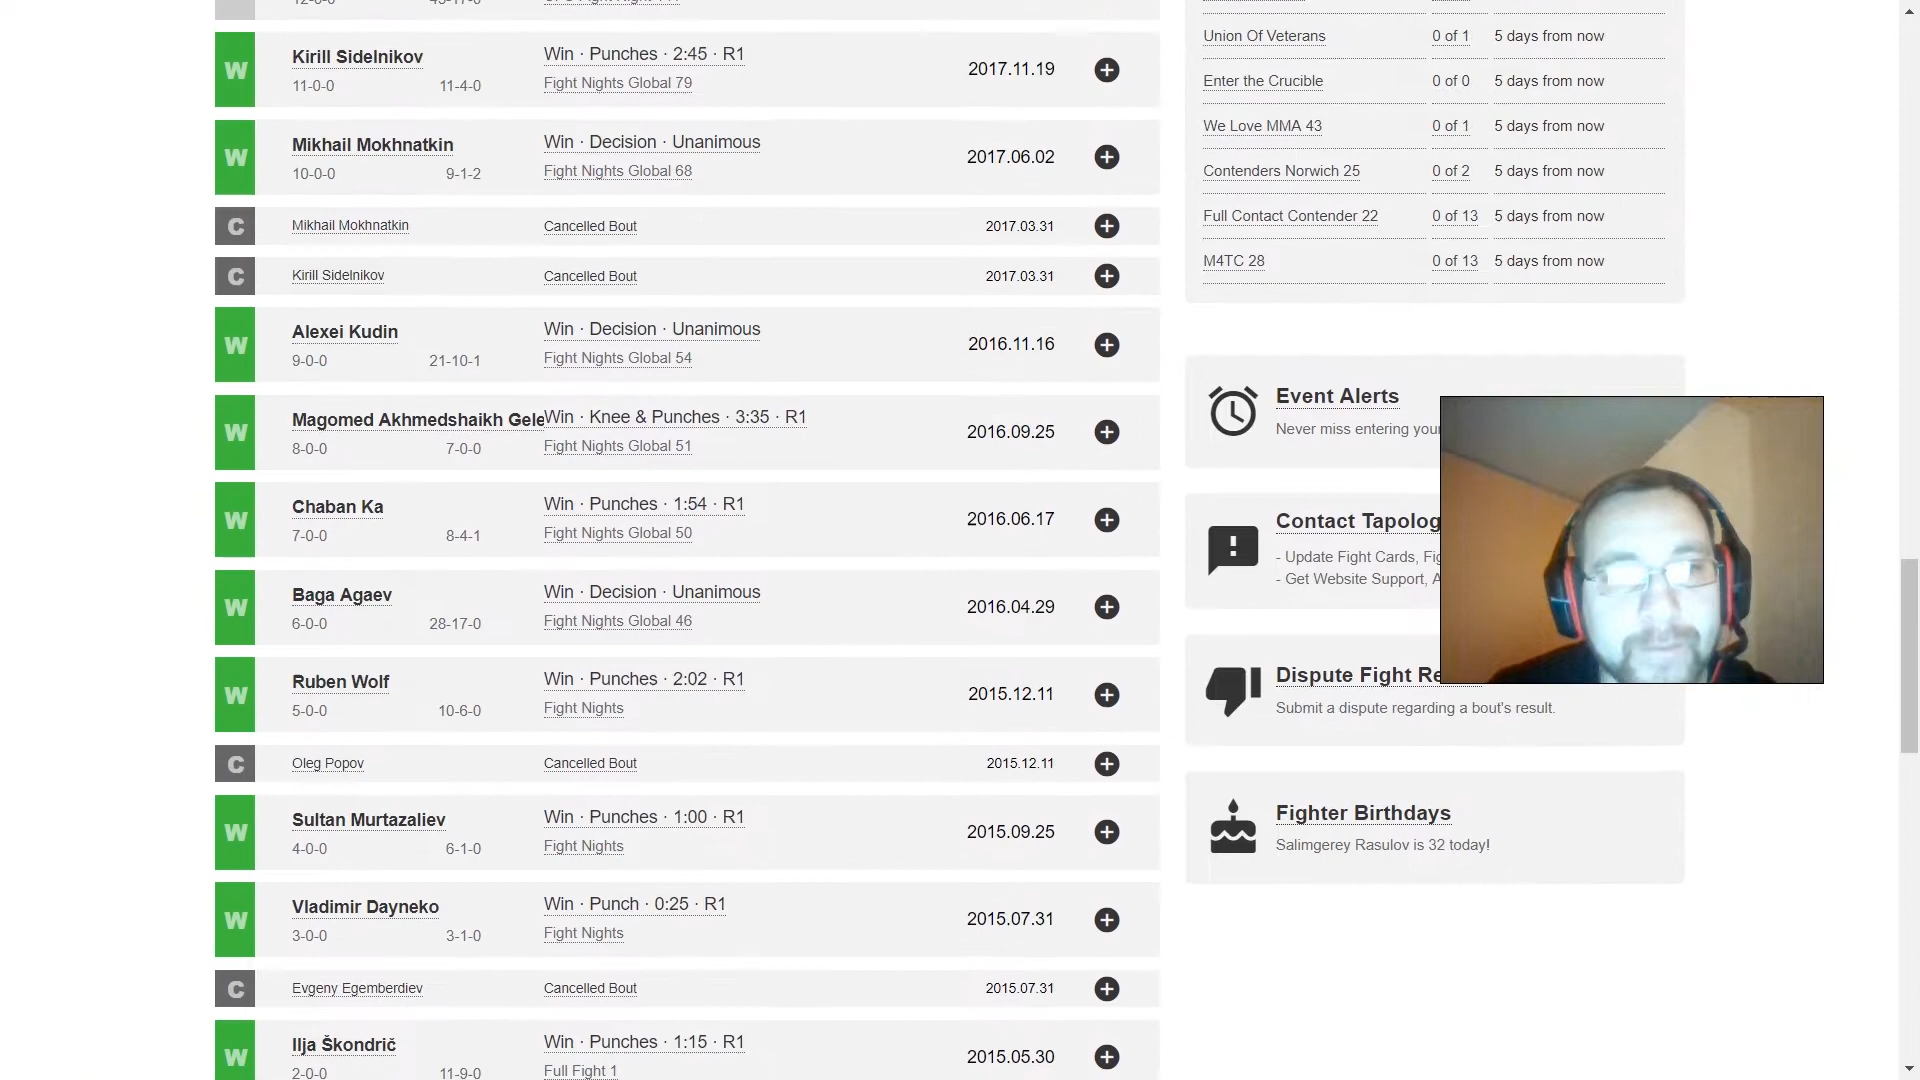 Kirill Sidelnikov
Win · Punches · 2:45 · R1
2017.11.19
11-0-0
11-4-0
Fight Nights Global 79
W
Mikhail Mokhnatkin
Win · Decision · Unanimous
2017.06.02
10-0-0
9-1-2
Fight Nights Global 68
W
C
Mikhail Mokhnatkin
Cancelled Bout
2017.03.31
C
Kirill Sidelnikov
Cancelled Bout
2017.03.31
Alexei Kudin
Win · Decision · Unanimous
2016.11.16
9-0-0
21-10-1
Fight Nights Global 54
W
Magomed Akhmedshaikh Gele
Win · Knee & Punches · 3:35 · R1
2016.09.25
8-0-0
7-0-0
Fight Nights Global 51
W
Chaban Ka
Win · Punches · 1:54 · R1
2016.06.17
7-0-0
8-4-1
Fight Nights Global 50
W
Baga Agaev
Win · Decision · Unanimous
2016.04.29
6-0-0
28-17-0
Fight Nights Global 46
W
Ruben Wolf
Win · Punches · 2:02 · R1
2015.12.11
5-0-0
10-6-0
Fight Nights
W
C
Oleg Popov
Cancelled Bout
2015.12.11
Sultan Murtazaliev
Win · Punches · 1:00 · R1
2015.09.25
4-0-0
6-1-0
Fight Nights
W
Vladimir Dayneko
Win · Punch · 0:25 · R1
2015.07.31
3-0-0
3-1-0
Fight Nights
W
C
Evgeny Egemberdiev
Cancelled Bout
2015.07.31
Ilja Škondrič
Win · Punches · 1:15 · R1
2015.05.30
2-0-0
11-9-0
Full Fight 1
W
Union Of Veterans
0 of 1
5 days from now
Enter the Crucible
0 of 0
5 days from now
We Love MMA 43
0 of 1
5 days from now
Contenders Norwich 25
0 of 2
5 days from now
Full Contact Contender 22
0 of 13
5 days from now
M4TC 28
0 of 13
5 days from now
Event Alerts
Never miss entering your
Contact Tapolog
- Update Fight Cards, Fig
- Get Website Support, A
Dispute Fight Re
Submit a dispute regarding a bout's result.
Fighter Birthdays
Salimgerey Rasulov is 32 today!